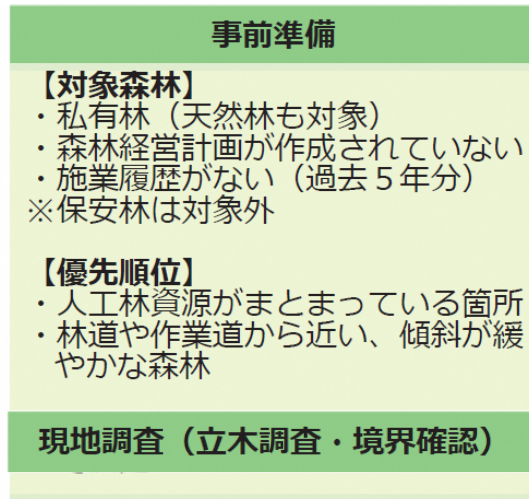 事前準備
【対象森林】
・私有林（天然林も対象）
・森林経営計画が作成されていない
・施業履歴がない（過去５年分）
※保安林は対象外
【優先順位】
・人工林資源がまとまっている箇所
・林道や作業道から近い、傾斜が緩
やかな森林
現地調査（立木調査・境界確認）